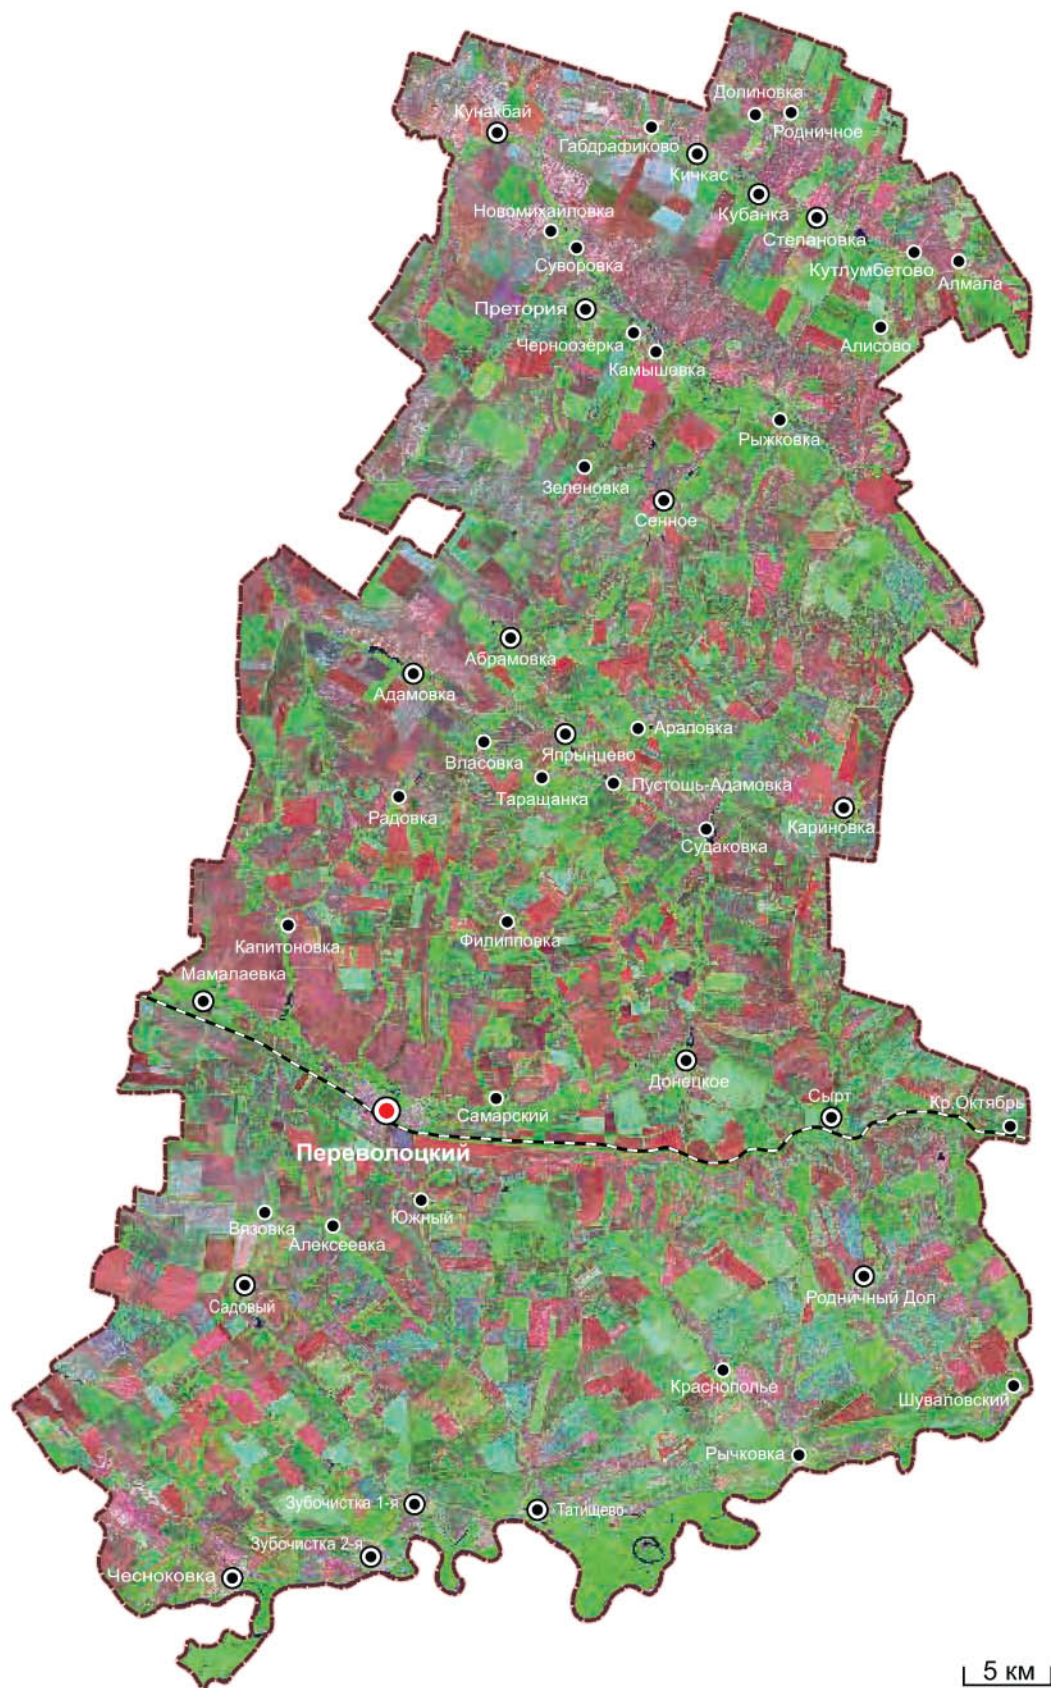 Долиновка
Кунакбай
Родничное
Габдрафиково
Кичкас
Кубанка
Новомихайловка
Степановка
Суворовка
Кутлумбетово
Алмала
Претория
Черноозёрка
Алисово
Камышевка
Рыжковка
Зеленовка
Сенное
Абрамовка
Адамовка
Араповка
Япрынцево
Власовка
Пустошь-Адамовка
Таращанка
Радовка
Кариновка
Судаковка
Филипповка
Капитоновка
Мамалаевка
Донецкое
Сырт
Кр.Октябрь
Самарский
Переволоцкий
Южный
Вязовка
Алексеевка
Родничный Дол
Садовый
Краснополье
Шуваловский
Рычковка
Зубочистка 1-я
Татищево
Зубочистка 2-я
Чесноковка
5 км